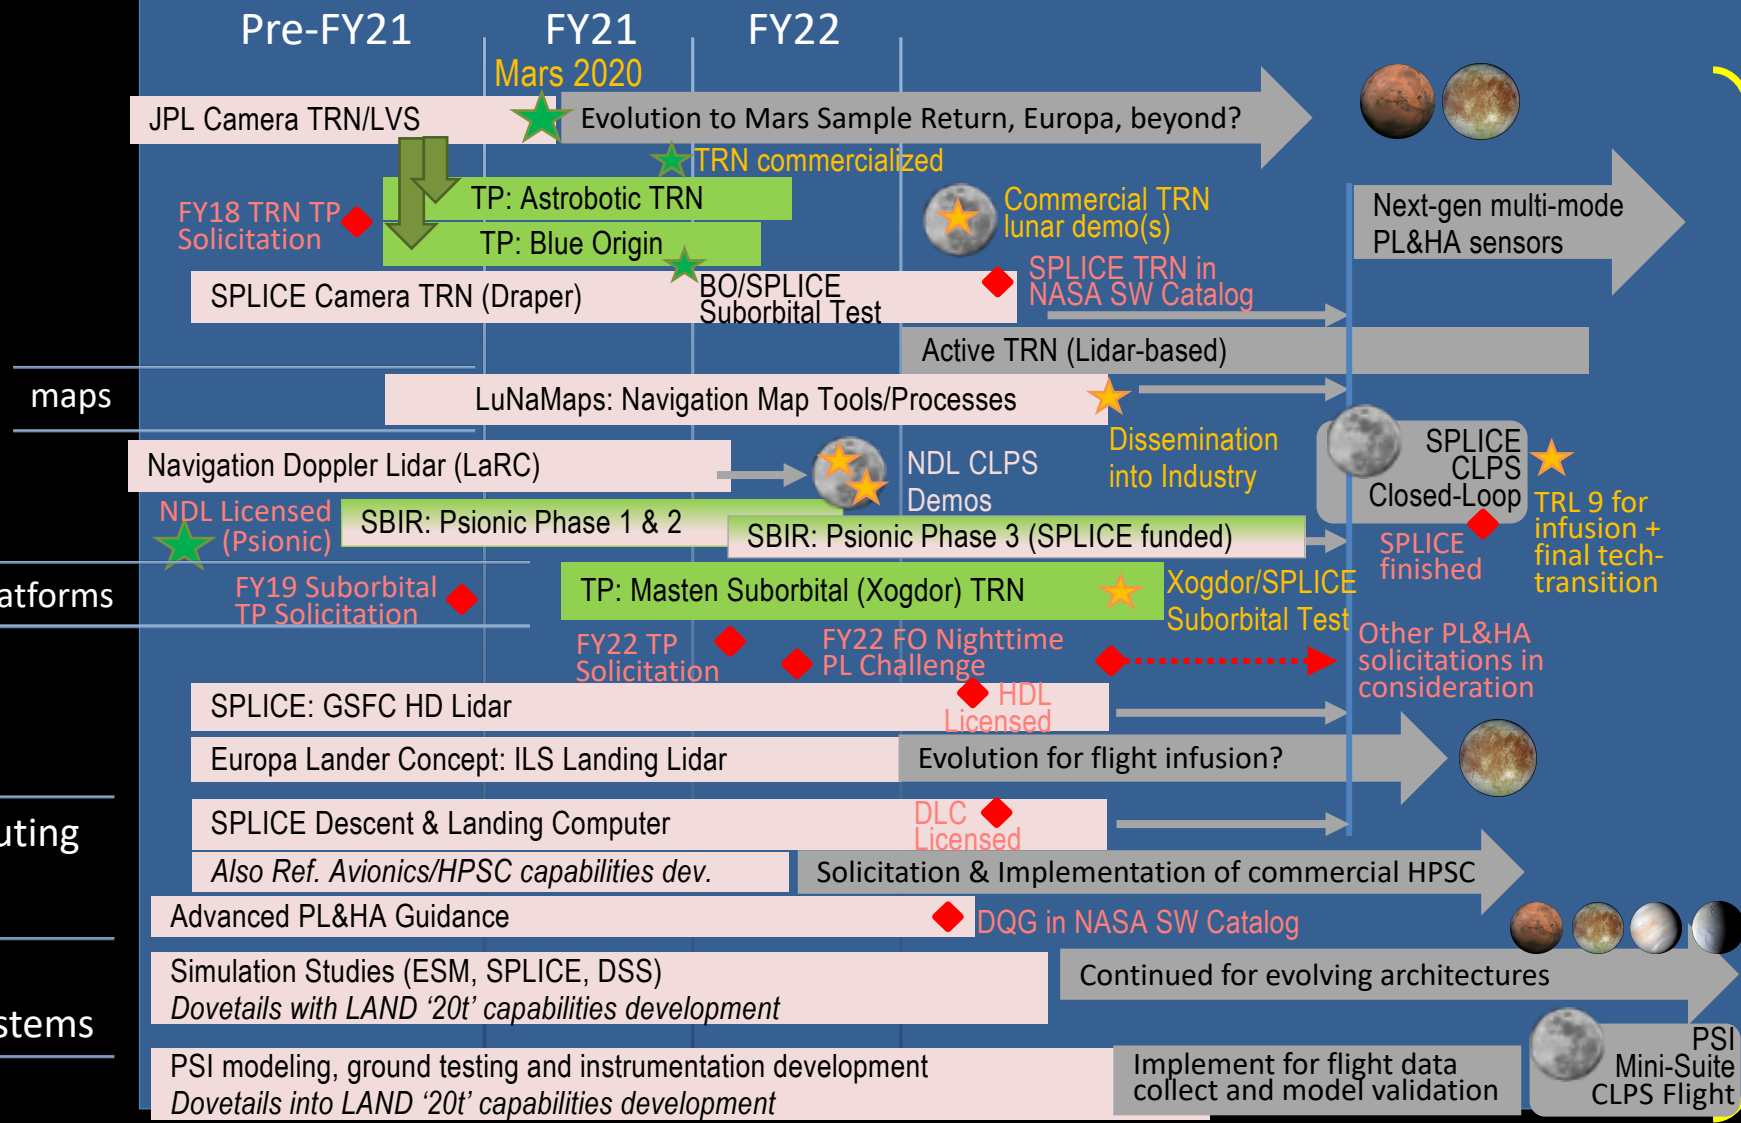 Pre-FY21
FY21
FY22
Mars 2020
JPL Camera TRN/LVS
Evolution to Mars Sample Return, Europa, beyond?
TRN commercialized
TP: Astrobotic TRN
FY18 TRN TP
Solicitation
TP: Blue Origin
Commercial TRN
lunar demo(s)
Next-gen multi-mode
PL&HA sensors
SPLICE Camera TRN (Draper)
BO/SPLICE
Suborbital Test
SPLICE TRN in
NASA SW Catalog
Active TRN (Lidar-based)
maps
LuNaMaps: Navigation Map Tools/Processes
Dissemination
into Industry
Navigation Doppler Lidar (LaRC)
NDL CLPS
Demos
SPLICE
CLPS
Closed-Loop
NDL Licensed
(Psionic)
SBIR: Psionic Phase 1 & 2
SBIR: Psionic Phase 3 (SPLICE funded)
SPLICE
finished
TRL 9 for
infusion +
final tech-
transition
atforms
FY19 Suborbital
TP Solicitation
TP: Masten Suborbital (Xogdor) TRN
Xogdor/SPLICE
Suborbital Test
FY22 TP
Solicitation
FY22 FO Nighttime
PL Challenge
Other PL&HA
solicitations in
consideration
SPLICE: GSFC HD Lidar
HDL
Licensed
Europa Lander Concept: ILS Landing Lidar
Evolution for flight infusion?
uting
SPLICE Descent & Landing Computer
DLC
Licensed
Also Ref. Avionics/HPSC capabilities dev.
Solicitation & Implementation of commercial HPSC
Advanced PL&HA Guidance
DQG in NASA SW Catalog
Simulation Studies (ESM, SPLICE, DSS)
Dovetails with LAND ‘20t’ capabilities development
Continued for evolving architectures
stems
PSI modeling, ground testing and instrumentation development
Dovetails into LAND ‘20t’ capabilities development
Implement for flight data
collect and model validation
PSI
Mini-Suite
CLPS Flight